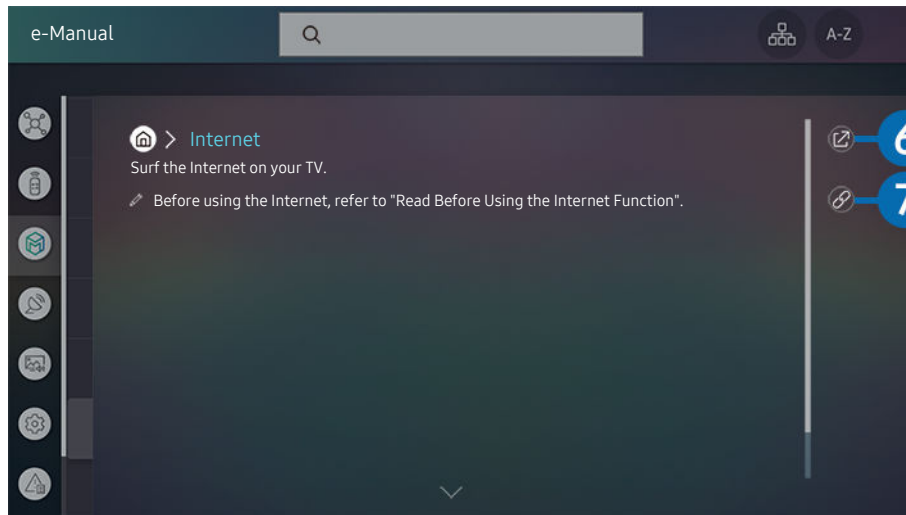 e-Manual
A-Z
> Internet
6
Surf the Internet on your TV.
Before using the Internet, refer to "Read Before Using the Internet Function".
7